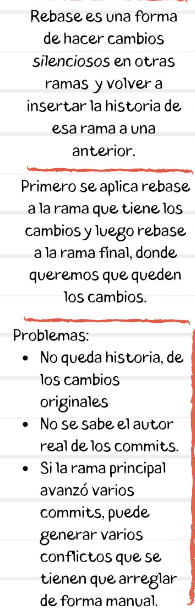 Rebase es una forma
de hacer cambios
silenciosos en otras
ramas y volver a
insertar la historia de
esa rama a una
anterior.
Primero se aplica rebase
a la rama que tiene los
cambios y luego rebase
a la rama final, donde
queremos que queden
los cambios.
Problemas:
• No queda historia, de
los cambios
originales
• No se sabe el autor
real de los commits.
• Si la rama principal
avanzó varios
commits, puede
generar varios
conflictos que se
tienen que arreglar
de forma manual.